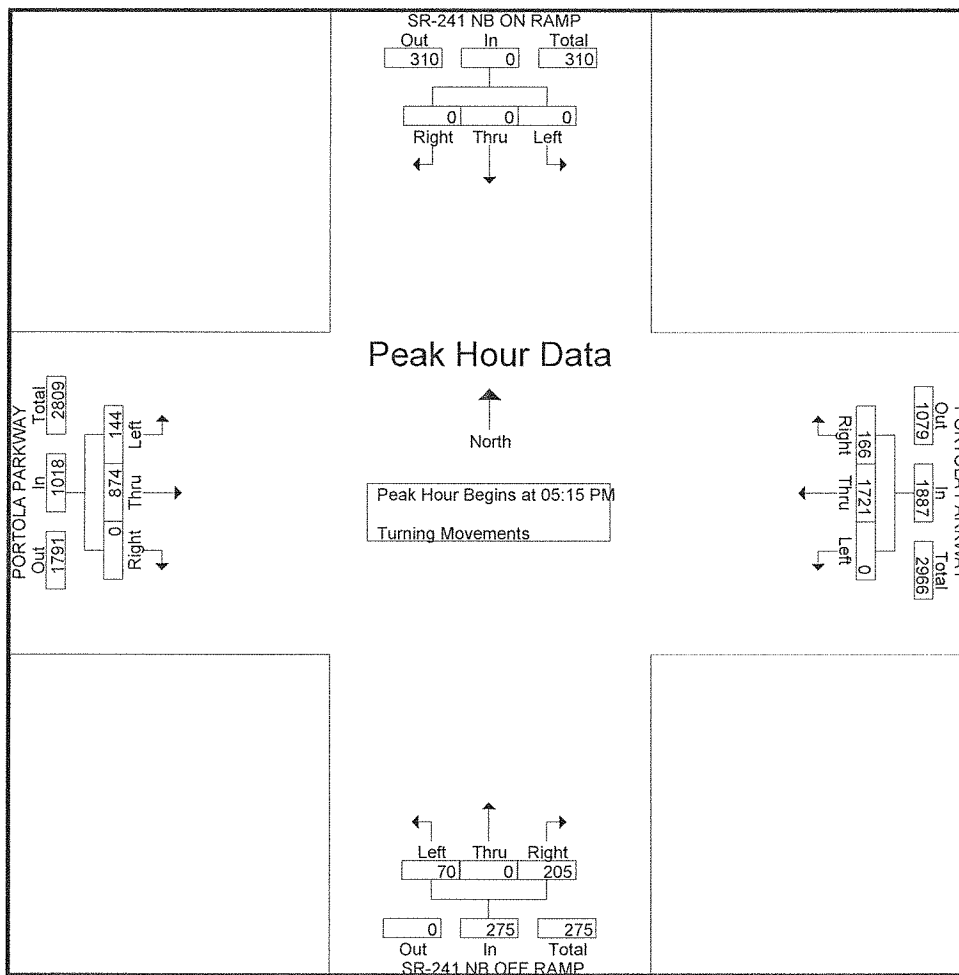 SR-241 NB ON RAMP
Out In Total
310 0 310
0 0 0
Right Thru Left
Peak Hour Data
North
Peak Hour Begins at 05:15 PM
Turning Movements
PORTOLA PARKWAY
Out In Total
1791 1018 2809
Right Thru Left
0 874 144
PORTOLA PARKWAY
Out In Total
1079 1887 2966
166 1721 0
Right Thru Left
Left Thru Right
70 0 205
0 275 275
Out In Total
SR-241 NB OFF RAMP